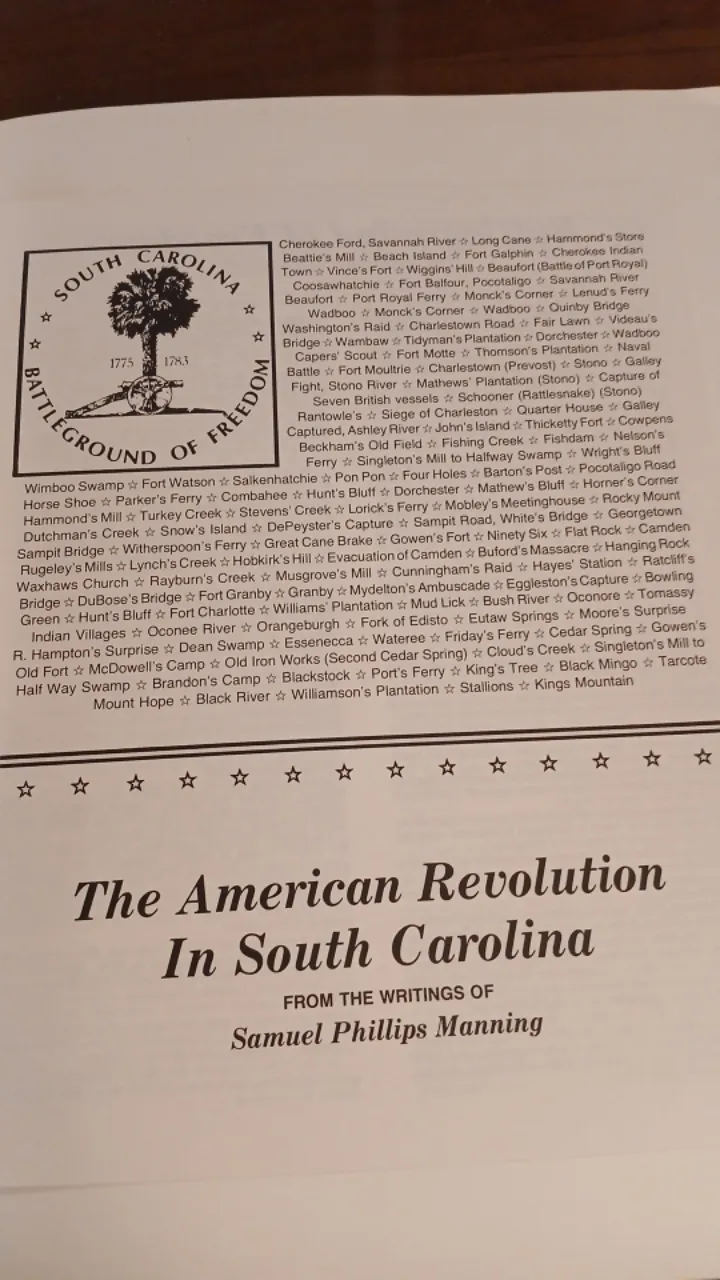 SOUTH CAROLINA
1775 1783
BATTLEGROUND OF FREEDOM
Cherokee Ford, Savannah River ☆ Long Cane ☆ Hammond's Store
Beattie's Mill ☆ Beach Island ☆ Fort Galphin ☆ Cherokee Indian
Town ☆ Vince's Fort ☆ Wiggins' Hill ☆ Beaufort (Battle of Port Royal)
Coosawhatchie ☆ Fort Balfour, Pocotaligo ☆ Savannah River
Beaufort ☆ Port Royal Ferry ☆ Monck's Corner ☆ Lenud's Ferry
Wadboo ☆ Monck's Corner ☆ Wadboo ☆ Quinby Bridge
Washington's Raid ☆ Charlestown Road ☆ Fair Lawn ☆ Videau's
Bridge ☆ Wambaw ☆ Tidyman's Plantation ☆ Dorchester ☆ Wadboo
Capers' Scout ☆ Fort Motte ☆ Thomson's Plantation ☆ Naval
Battle ☆ Fort Moultrie ☆ Charlestown (Prevost) ☆ Stono ☆ Galley
Fight, Stono River ☆ Mathews' Plantation (Stono) ☆ Capture of
Seven British vessels ☆ Schooner (Rattlesnake) (Stono)
Rantowle's ☆ Siege of Charleston ☆ Quarter House ☆ Galley
Captured, Ashley River ☆ John's Island ☆ Thicketty Fort ☆ Cowpens
Beckham's Old Field ☆ Fishing Creek ☆ Fishdam ☆ Nelson's
Ferry ☆ Singleton's Mill to Halfway Swamp ☆ Wright's Bluff
Wimboo Swamp ☆ Fort Watson ☆ Salkenhatchie ☆ Pon Pon ☆ Four Holes ☆ Barton's Post ☆ Pocotaligo Road
Horse Shoe ☆ Parker's Ferry ☆ Combahee ☆ Hunt's Bluff ☆ Dorchester ☆ Mathew's Bluff ☆ Horner's Corner
Hammond's Mill ☆ Turkey Creek ☆ Stevens' Creek ☆ Lorick's Ferry ☆ Mobley's Meetinghouse ☆ Rocky Mount
Dutchman's Creek ☆ Snow's Island ☆ DePeyster's Capture ☆ Sampit Road, White's Bridge ☆ Georgetown
Sampit Bridge ☆ Witherspoon's Ferry ☆ Great Cane Brake ☆ Gowen's Fort ☆ Ninety Six ☆ Flat Rock ☆ Camden
Rugeley's Mills ☆ Lynch's Creek ☆ Hobkirk's Hill ☆ Evacuation of Camden ☆ Buford's Massacre ☆ Hanging Rock
Waxhaws Church ☆ Rayburn's Creek ☆ Musgrove's Mill ☆ Cunningham's Raid ☆ Hayes' Station ☆ Ratcliff's
Bridge ☆ DuBose's Bridge ☆ Fort Granby ☆ Granby ☆ Mydelton's Ambuscade ☆ Eggleston's Capture ☆ Bowling
Green ☆ Hunt's Bluff ☆ Fort Charlotte ☆ Williams' Plantation ☆ Mud Lick ☆ Bush River ☆ Oconore ☆ Tomassy
Indian Villages ☆ Oconee River ☆ Orangeburgh ☆ Fork of Edisto ☆ Eutaw Springs ☆ Moore's Surprise
R. Hampton's Surprise ☆ Dean Swamp ☆ Essenecca ☆ Wateree ☆ Friday's Ferry ☆ Cedar Spring ☆ Gowen's
Old Fort ☆ McDowell's Camp ☆ Old Iron Works (Second Cedar Spring) ☆ Cloud's Creek ☆ Singleton's Mill to
Half Way Swamp ☆ Brandon's Camp ☆ Blackstock ☆ Port's Ferry ☆ King's Tree ☆ Black Mingo ☆ Tarcote
Mount Hope ☆ Black River ☆ Williamson's Plantation ☆ Stallions ☆ Kings Mountain
The American Revolution
In South Carolina
FROM THE WRITINGS OF
Samuel Phillips Manning